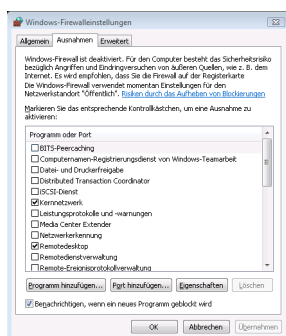 Windows-Firewalleinstellungen
Allgemein Ausnahmen Erweitert
Windows-Firewall ist deaktiviert. Für den Computer besteht das Sicherheitsrisiko
bezüglich Angriffen und Eindringversuchen von äußeren Quellen, wie z. B. dem
Internet. Es wird empfohlen, dass Sie die Firewall auf der Registerkarte
Die Windows-Firewall verwendet momentan Einstellungen für den
Netzwerkstandort "Öffentlich". Risiken durch das Aufheben von Blockierungen
Markieren Sie das entsprechende Kontrollkästchen, um eine Ausnahme zu
aktivieren:
Programm oder Port
BITS-Peercaching
Computernamen-Registrierungsdienst von Windows-Teamarbeit
Datei- und Druckerfreigabe
Distributed Transaction Coordinator
iSCSI-Dienst
Kernnetzwerk
Leistungsprotokolle und -warnungen
Media Center Extender
Netzwerkerkennung
Remotedesktop
Remotedienstverwaltung
Remote-Ereignisprotokollverwaltung
Programm hinzufügen... Port hinzufügen... Eigenschaften Löschen
Benachrichtigen, wenn ein neues Programm geblockt wird
OK Abbrechen Übernehmen